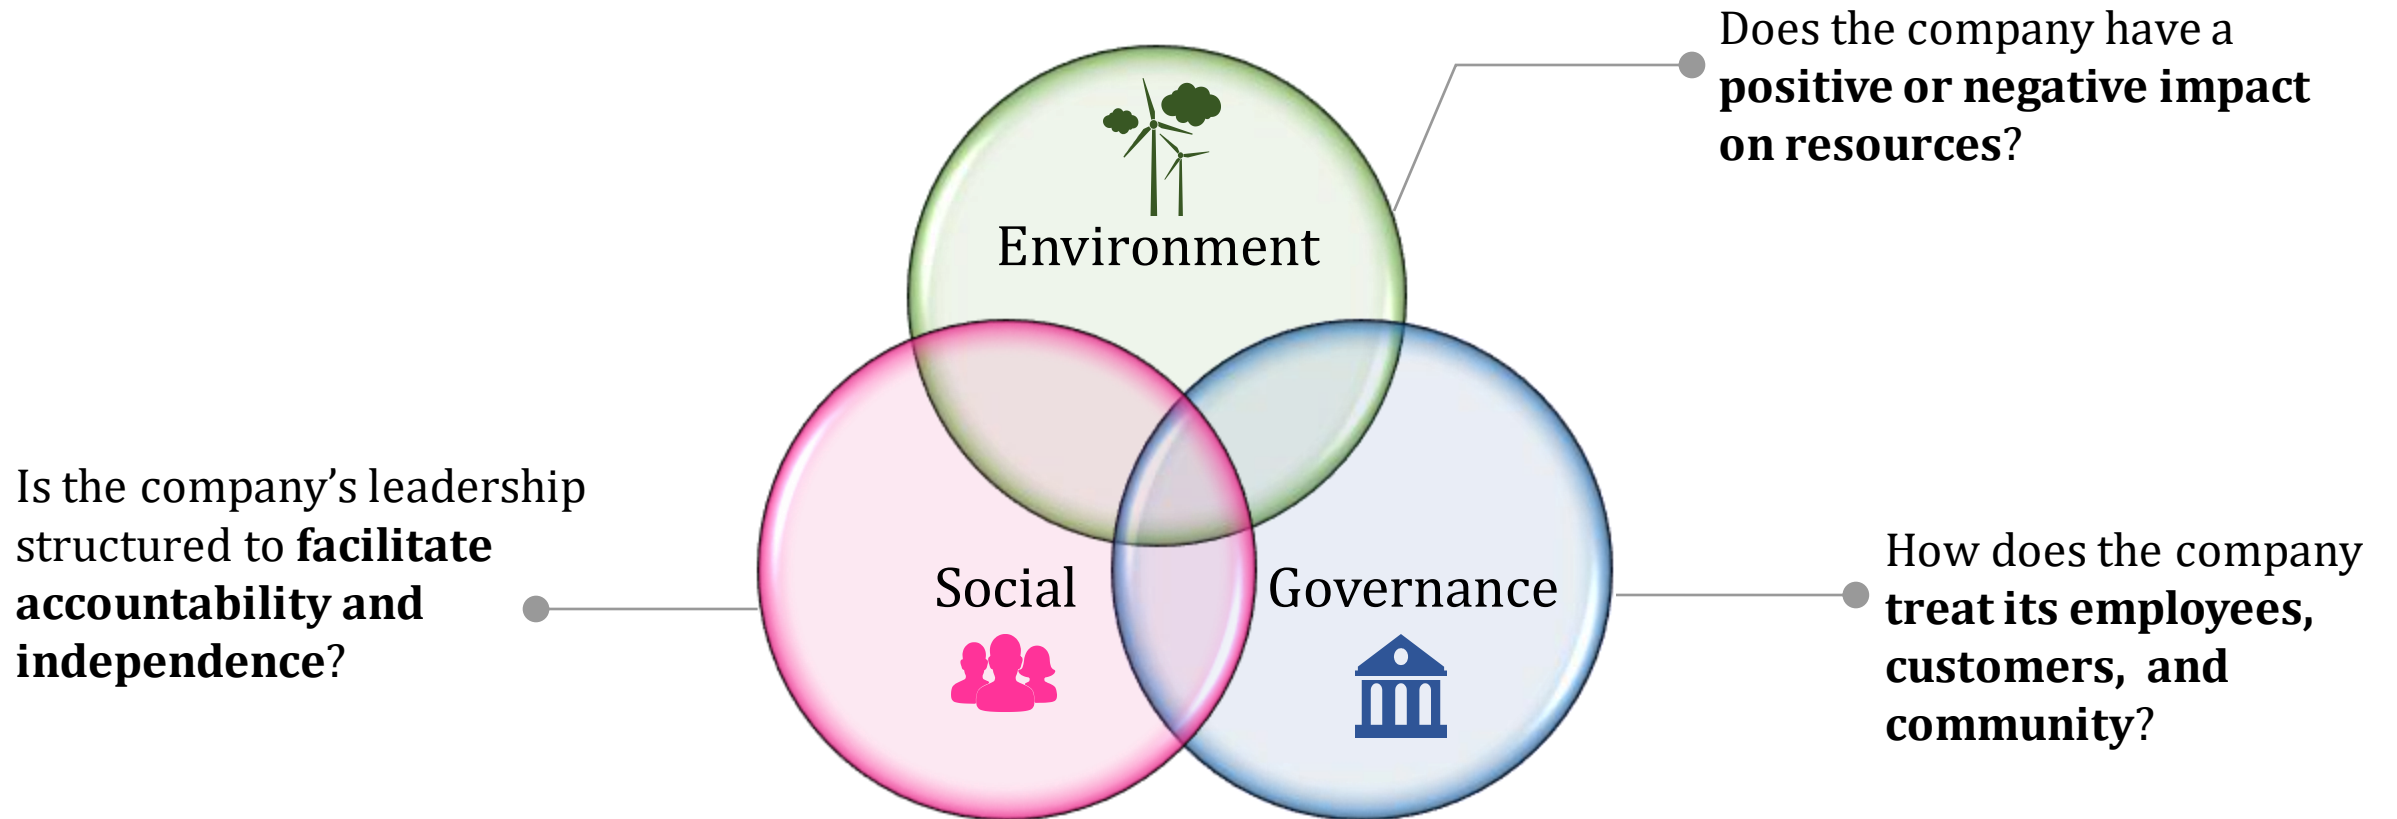 Does the company have a
positive or negative impact
on resources?
Environment
Is the company’s leadership
structured to facilitate
accountability and
independence?
Social
Governance
How does the company
treat its employees,
customers,  and
community?